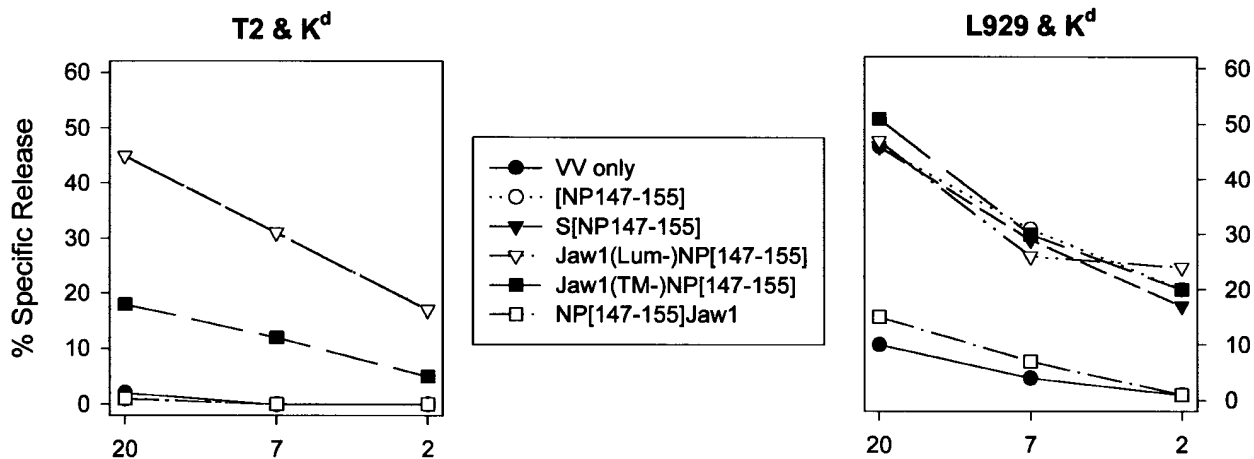 T2 & K^d
L929 & K^d
% Specific Release
60
50
40
30
20
10
0
20
7
2
VV only
[NP147-155]
S[NP147-155]
Jaw1(Lum-)NP[147-155]
Jaw1(TM-)NP[147-155]
NP[147-155]Jaw1
60
50
40
30
20
10
0
20
7
2